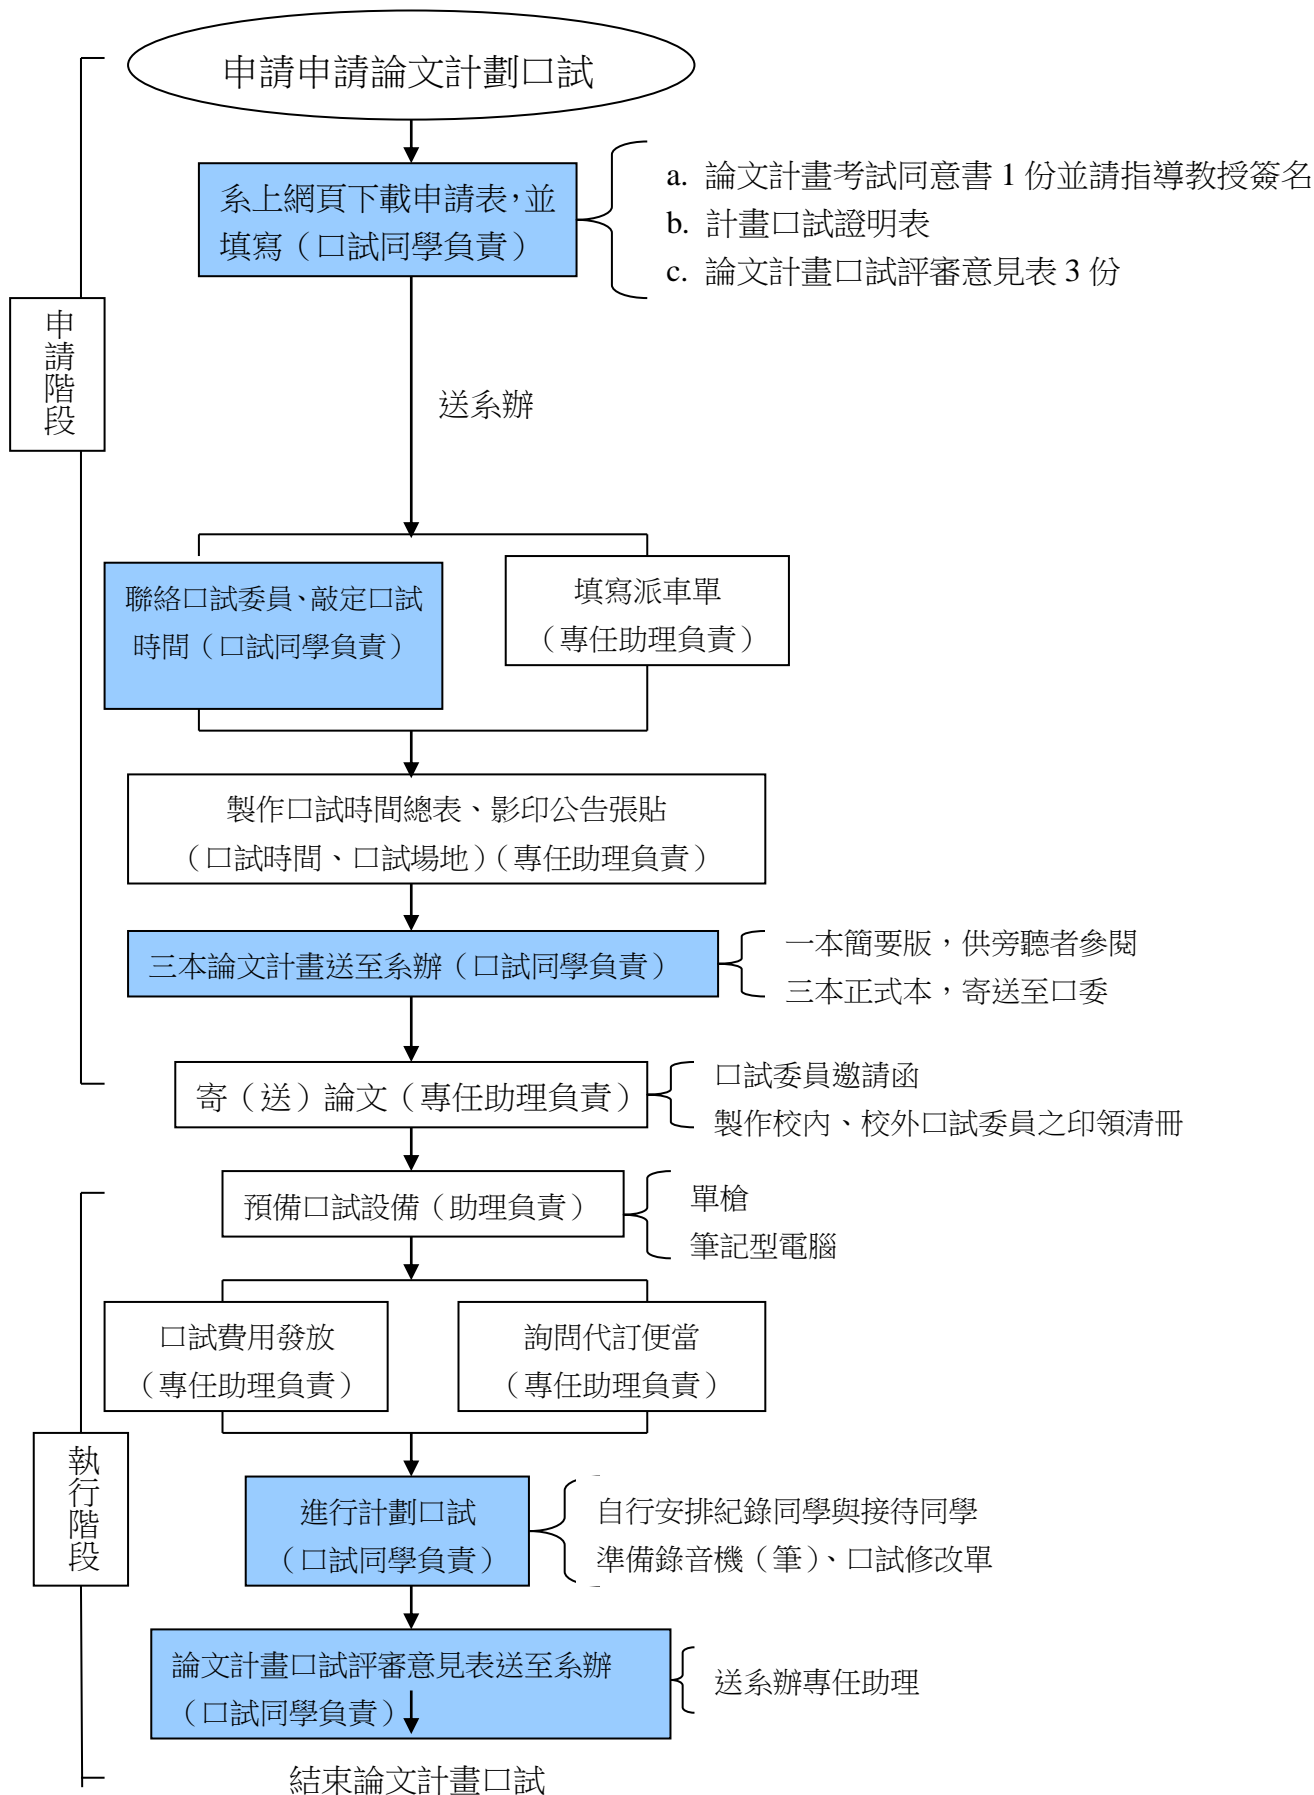 申請申請論文計劃口試
系上網頁下載申請表，並
填寫（口試同學負責）
a. 論文計畫考試同意書 1 份並請指導教授簽名
b. 計畫口試證明表
c. 論文計畫口試評審意見表 3 份
申請階段
送系辦
聯絡口試委員、敲定口試
時間（口試同學負責）
填寫派車單
（專任助理負責）
製作口試時間總表、影印公告張貼
（口試時間、口試場地）（專任助理負責）
三本論文計畫送至系辦（口試同學負責）
一本簡要版，供旁聽者參閱
三本正式本，寄送至口委
寄（送）論文（專任助理負責）
口試委員邀請函
製作校內、校外口試委員之印領清冊
預備口試設備（助理負責）
單槍
筆記型電腦
口試費用發放
（專任助理負責）
詢問代訂便當
（專任助理負責）
執行階段
進行計劃口試
（口試同學負責）
自行安排紀錄同學與接待同學
準備錄音機（筆）、口試修改單
論文計畫口試評審意見表送至系辦
（口試同學負責）
送系辦專任助理
結束論文計畫口試